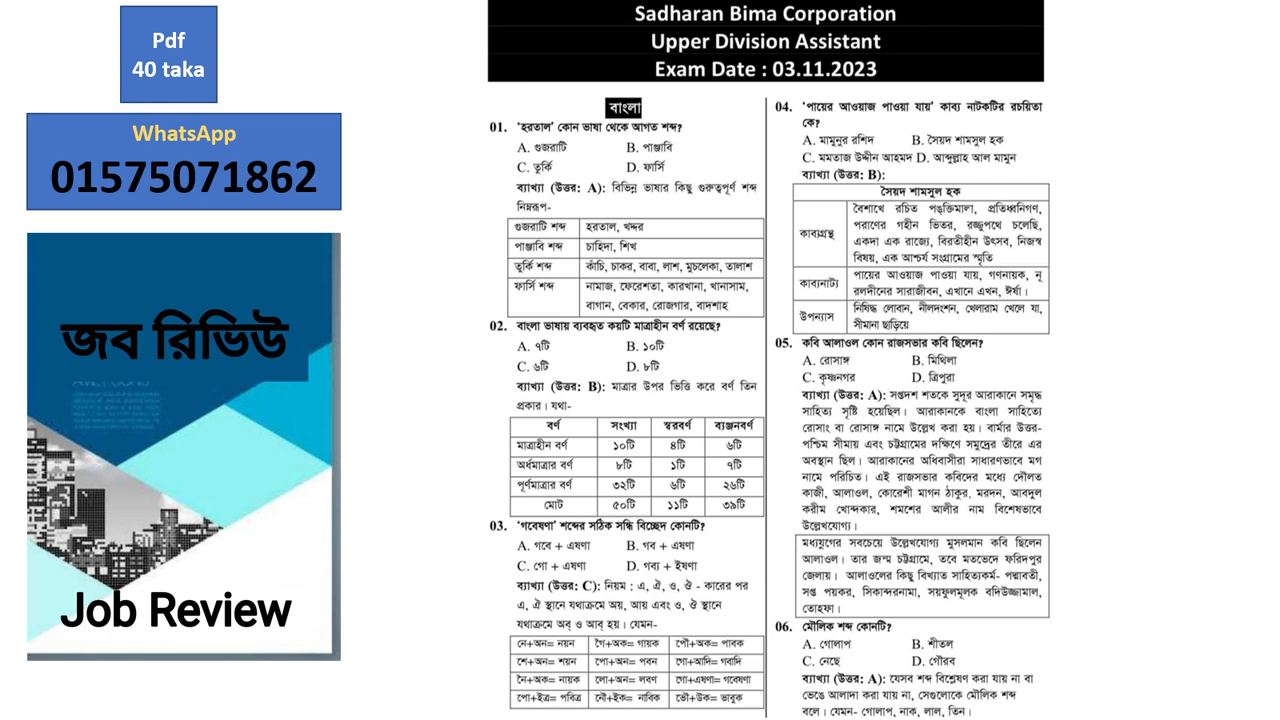 Pdf
40 taka
WhatsApp
01575071862
জব রিভিউ
Job Review
Sadharan Bima Corporation
Upper Division Assistant
Exam Date : 03.11.2023
বাংলা
01. ‘হরতাল’ কোন ভাষা থেকে আগত শব্দ?
A. গুজরাটি B. পাঞ্জাবি
C. তুর্কি D. ফার্সি
ব্যাখ্যা (উত্তর: A): বিভিন্ন ভাষার কিছু গুরুত্বপূর্ণ শব্দ
নিম্নরূপ-
গুজরাটি শব্দ হরতাল, খদ্দর
পাঞ্জাবি শব্দ চাহিদা, শিখ
তুর্কি শব্দ কাঁচি, চাকর, বাবা, লাশ, মুচলেকা, তালাশ
ফার্সি শব্দ নামাজ, ফেরেশতা, কারখানা, খানাসাম,
বাগান, বেকার, রোজগার, বাদশাহ
02. বাংলা ভাষায় ব্যবহৃত কয়টি মাত্রাহীন বর্ণ রয়েছে?
A. ৭টি B. ১০টি
C. ৬টি D. ৮টি
ব্যাখ্যা (উত্তর: B): মাত্রার উপর ভিত্তি করে বর্ণ তিন
প্রকার। যথা-
বর্ণ সংখ্যা স্বরবর্ণ ব্যঞ্জনবর্ণ
মাত্রাহীন বর্ণ ১০টি ৪টি ৬টি
অর্ধমাত্রার বর্ণ ৮টি ১টি ৭টি
পূর্ণমাত্রার বর্ণ ৩২টি ৬টি ২৬টি
মোট ৫০টি ১১টি ৩৯টি
03. ‘গবেষণা’ শব্দের সঠিক সন্ধি বিচ্ছেদ কোনটি?
A. গবে + এষণা B. গব + এষণা
C. গো + এষণা D. গব্য + ইষণা
ব্যাখ্যা (উত্তর: C): নিয়ম : এ, ঐ, ও, ঔ - কারের পর
এ, ঐ স্থানে যথাক্রমে অয়, আয় এবং ও, ঔ স্থানে
যথাক্রমে অব্ ও আব্ হয়। যেমন-
নে+অন= নয়ন গৈ+অক= গায়ক পৌ+অক= পাবক
শে+অন= শয়ন পো+অন= পবন গো+আদি= গবাদি
নৈ+অক= নায়ক লো+অন= লবণ গো+এষণা= গবেষণা
পো+ইত্র= পবিত্র নৌ+ইক= নাবিক ভৌ+উক= ভাবুক
04. ‘পায়ের আওয়াজ পাওয়া যায়’ কাব্য নাটকটির রচয়িতা
কে?
A. মামুনুর রশিদ B. সৈয়দ শামসুল হক
C. মমতাজ উদ্দীন আহমদ D. আব্দুল্লাহ আল মামুন
ব্যাখ্যা (উত্তর: B):
সৈয়দ শামসুল হক
কাব্যগ্রন্থ বৈশাখে রচিত পঙ্‌ক্তিমালা, প্রতিধ্বনিগণ,
পরাণের গহীন ভিতর, রজ্জুপথে চলেছি,
একদা এক রাজ্যে, বিরতীহীন উৎসব, নিজস্ব
বিষয়, এক আশ্চর্য সংগ্রামের স্মৃতি
কাব্যনাট্য পায়ের আওয়াজ পাওয়া যায়, গণনায়ক, নূ
রলদীনের সারাজীবন, এখানে এখন, ঈর্ষা।
উপন্যাস নিষিদ্ধ লোবান, নীলদংশন, খেলারাম খেলে যা,
সীমানা ছাড়িয়ে
05. কবি আলাওল কোন রাজসভার কবি ছিলেন?
A. রোসাঙ্গ B. মিথিলা
C. কৃষ্ণনগর D. ত্রিপুরা
ব্যাখ্যা (উত্তর: A): সপ্তদশ শতকে সুদূর আরাকানে সমৃদ্ধ
সাহিত্য সৃষ্টি হয়েছিল। আরাকানকে বাংলা সাহিত্যে
রোসাং বা রোসাঙ্গ নামে উল্লেখ করা হয়। বার্মার উত্তর-
পশ্চিম সীমায় এবং চট্টগ্রামের দক্ষিণে সমুদ্রের তীরে এর
অবস্থান ছিল। আরাকানের অধিবাসীরা সাধারণভাবে মগ
নামে পরিচিত। এই রাজসভার কবিদের মধ্যে দৌলত
কাজী, আলাওল, কোরেশী মাগন ঠাকুর, মরদন, আবদুল
করীম খোন্দকার, শমশের আলীর নাম বিশেষভাবে
উল্লেখযোগ্য।
মধ্যযুগের সবচেয়ে উল্লেখযোগ্য মুসলমান কবি ছিলেন
আলাওল। তার জন্ম চট্টগ্রামে, তবে মতভেদে ফরিদপুর
জেলায়। আলাওলের কিছু বিখ্যাত সাহিত্যকর্ম- পদ্মাবতী,
সপ্ত পয়কর, সিকান্দরনামা, সয়ফুলমূলক বদিউজ্জামাল,
তোহফা।
06. মৌলিক শব্দ কোনটি?
A. গোলাপ B. শীতল
C. নেছে D. গৌরব
ব্যাখ্যা (উত্তর: A): যেসব শব্দ বিশ্লেষণ করা যায় না বা
ভেঙে আলাদা করা যায় না, সেগুলোকে মৌলিক শব্দ
বলে। যেমন- গোলাপ, নাক, লাল, তিন।